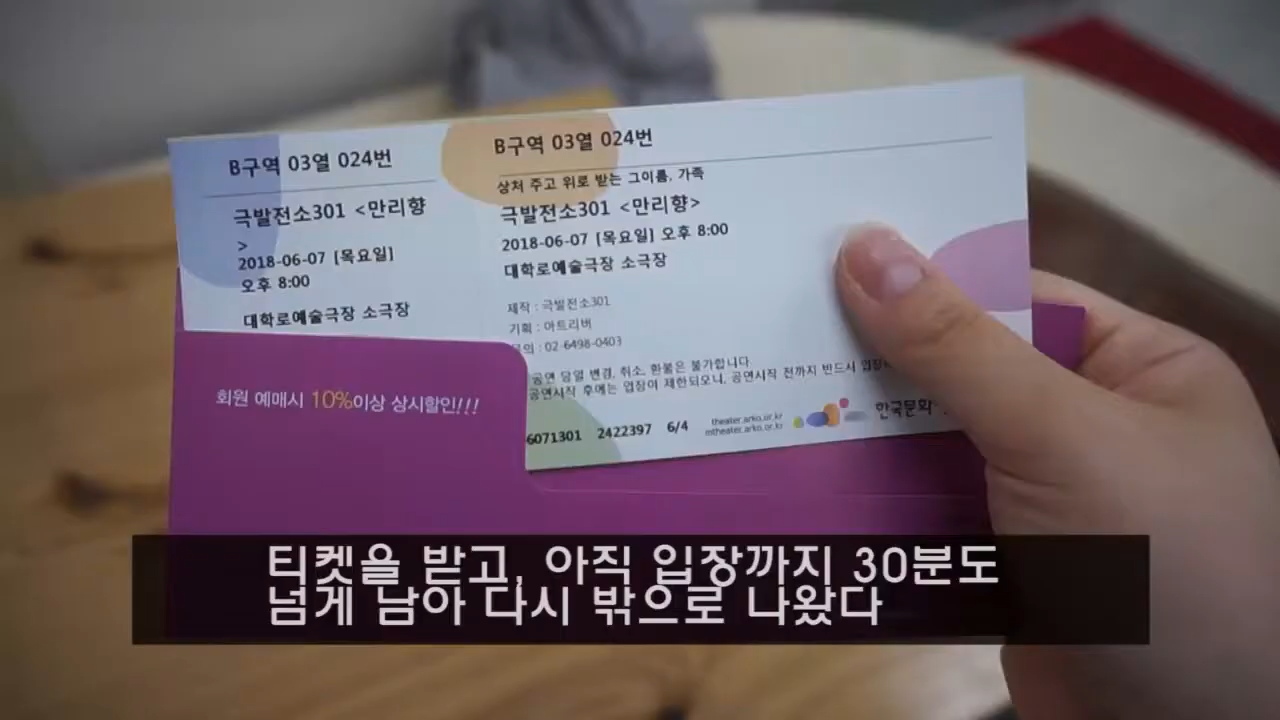 B구역 03열 024번
극발전소301 <만리향
>
2018-06-07 [목요일]
오후 8:00
대학로예술극장 소극장
B구역 03열 024번
상처 주고 위로 받는 그이름, 가족
극발전소301 <만리향>
2018-06-07 [목요일] 오후 8:00
대학로예술극장 소극장
제작 : 극발전소301
기획 : 아트리버
: 02-6498-0403
공연 당일 변경, 취소, 환불은 불가합니다.
공연시작 후에는 입장이 제한되오니, 공연시작 전까지 반드시
6071301 2422397 6/4
theater.arko.or.kr
mtheater.arko.or.kr
한국문화
회원 예매시 10%이상 상시할인!!!
티켓을 받고, 아직 입장까지 30분도
넘게 남아 다시 밖으로 나왔다